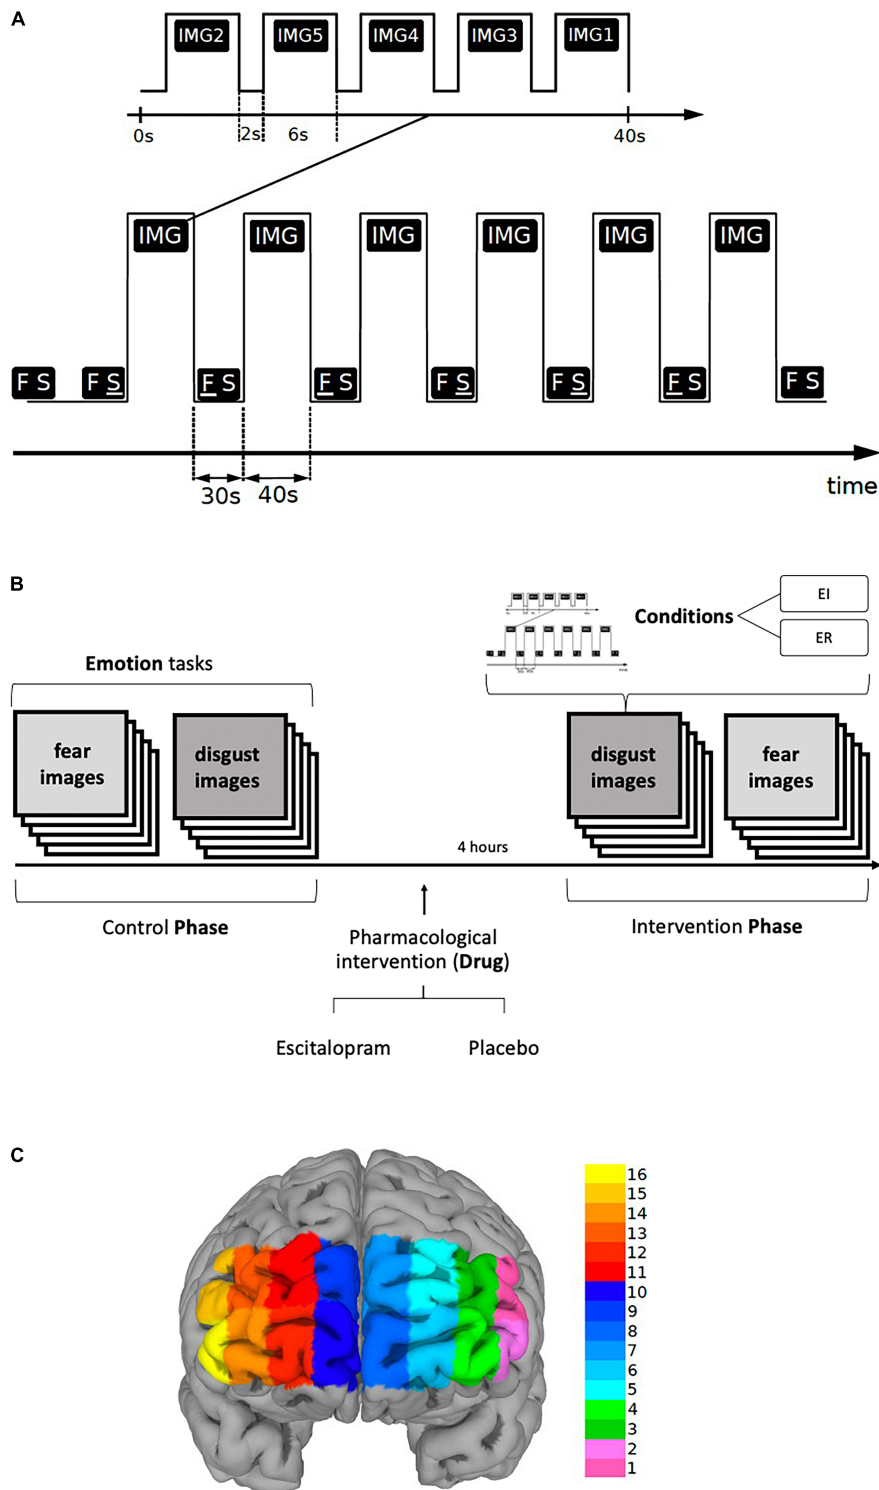 A
IMG2 IMG5 IMG4 IMG3 IMG1
0s 2s 6s 40s
IMG IMG IMG IMG IMG IMG
F S F S F S F S F S F S F S F S
30s 40s
time
B
Conditions
EI
ER
Emotion tasks
fear images
disgust images
disgust images
fear images
4 hours
Control Phase
Intervention Phase
Pharmacological
intervention (Drug)
Escitalopram Placebo
C
16
15
14
13
12
11
10
9
8
7
6
5
4
3
2
1